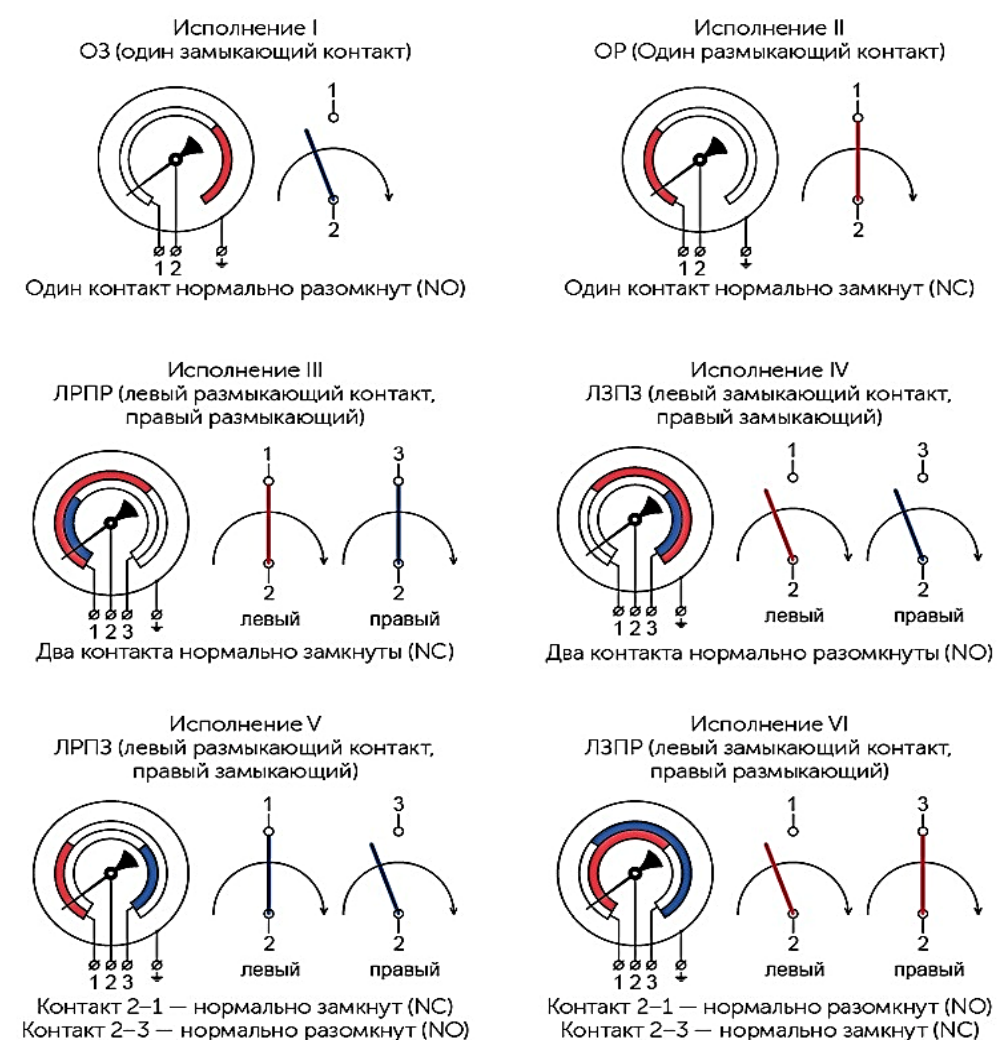 Исполнение I
ОЗ (один замыкающий контакт)
1
2
1 2
Один контакт нормально разомкнут (NO)
Исполнение II
ОР (Один размыкающий контакт)
1
2
1 2
Один контакт нормально замкнут (NC)
Исполнение III
ЛРПР (левый размыкающий контакт,
правый размыкающий)
1 3
2 2
1 2 3
левый правый
Два контакта нормально замкнуты (NC)
Исполнение IV
ЛЗПЗ (левый замыкающий контакт,
правый замыкающий)
1 3
2 2
1 2 3
левый правый
Два контакта нормально разомкнуты (NO)
Исполнение V
ЛРПЗ (левый размыкающий контакт,
правый замыкающий)
1 3
2 2
1 2 3
левый правый
Контакт 2–1 — нормально замкнут (NC)
Контакт 2–3 — нормально разомкнут (NO)
Исполнение VI
ЛЗПР (левый замыкающий контакт,
правый размыкающий)
1 3
2 2
1 2 3
левый правый
Контакт 2–1 — нормально разомкнут (NO)
Контакт 2–3 — нормально замкнут (NC)